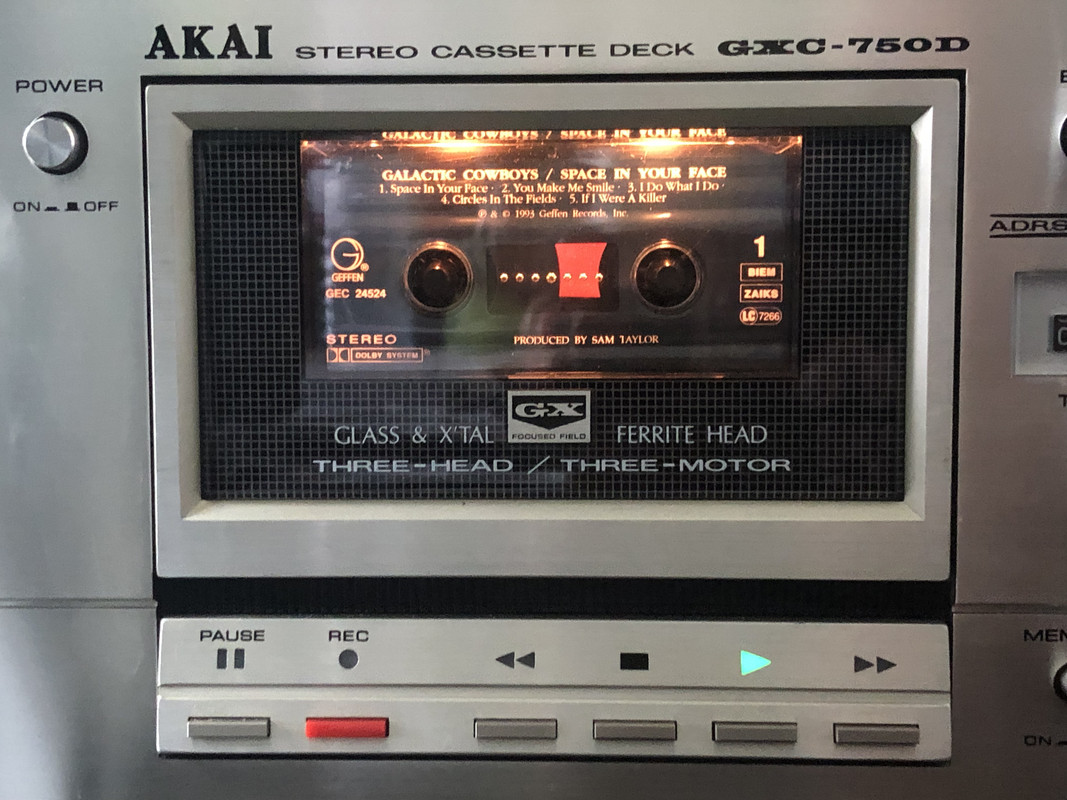 AKAI STEREO CASSETTE DECK GXC-750D
POWER
ON OFF
GALACTIC COWBOYS / SPACE IN YOUR FACE
GALACTIC COWBOYS / SPACE IN YOUR FACE
1. Space In Your Face · 2. You Make Me Smile · 3. I Do What I Do ·
4. Circles In The Fields · 5. If I Were A Killer
℗ & © 1993 Geffen Records, Inc.
G®
GEFFEN
GEC 24524
1
BIEM
ZAIKS
LC 7266
STEREO
DOLBY SYSTEM
PRODUCED BY SAM TAYLOR
GX
FOCUSED FIELD
GLASS & X'TAL FERRITE HEAD
THREE-HEAD / THREE-MOTOR
ADRS
PAUSE
REC
MEM
ON